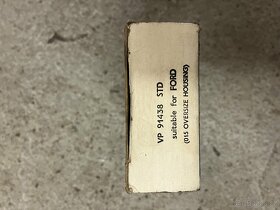 VP 91438 STD
suitable for FORD
(015 OVERSIZE HOUSING)